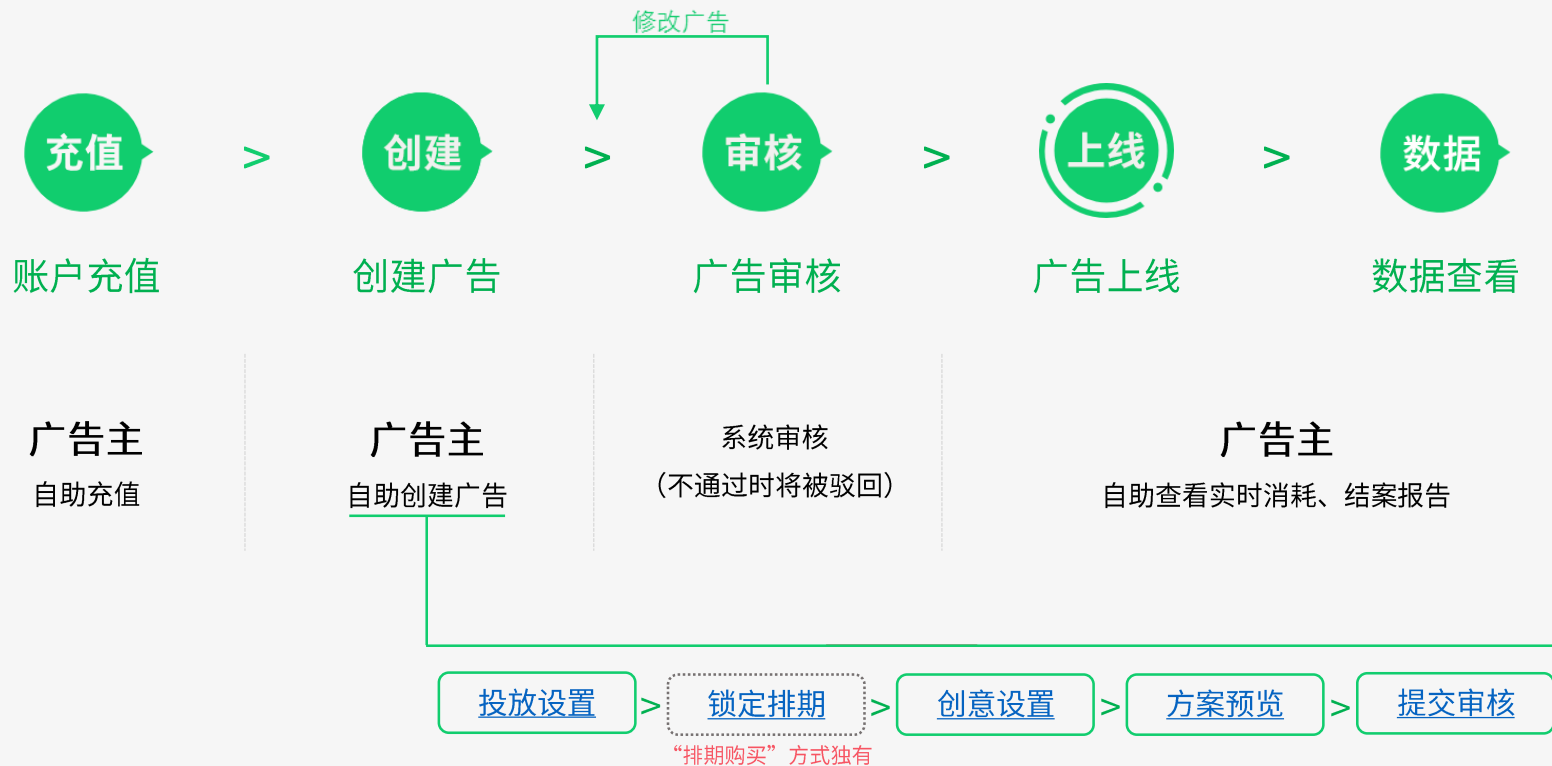 修改广告
充值 > 创建 > 审核 > 上线 > 数据
账户充值 创建广告 广告审核 广告上线 数据查看
广告主 广告主 系统审核 广告主
自助充值 自助创建广告 （不通过时将被驳回） 自助查看实时消耗、结案报告
投放设置 > 锁定排期 > 创意设置 > 方案预览 > 提交审核
“排期购买”方式独有